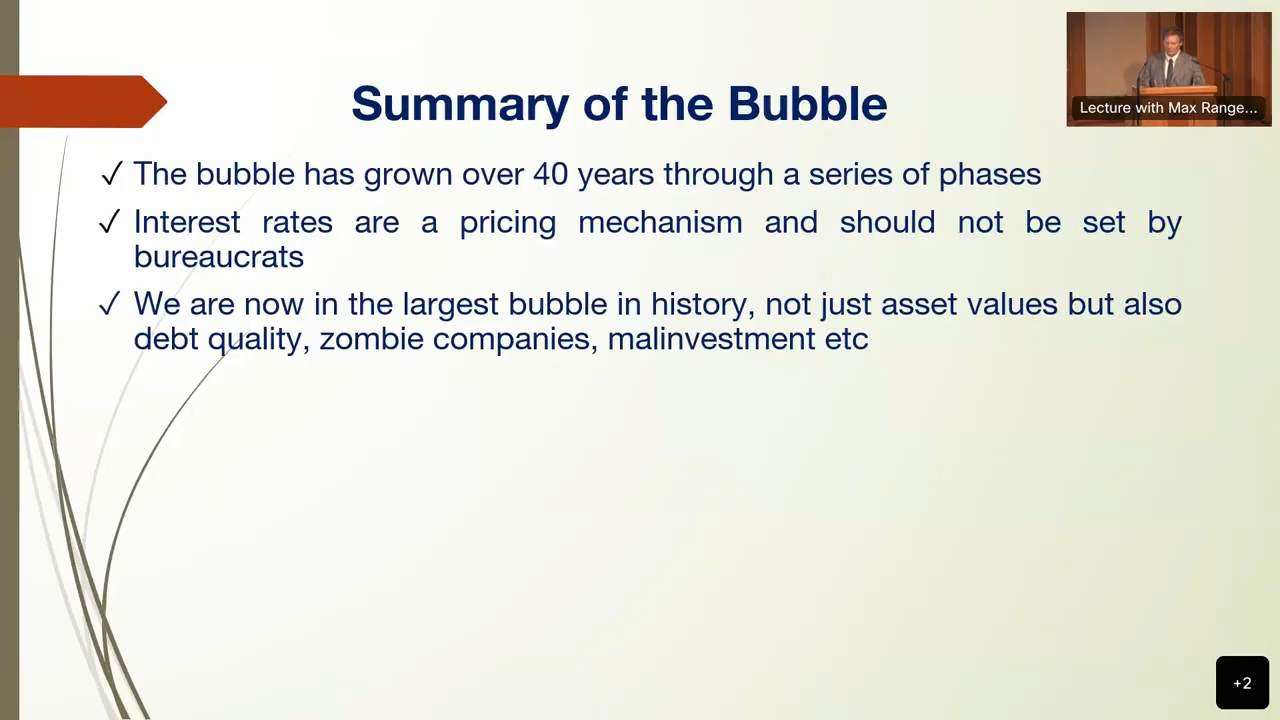 Summary of the Bubble
Lecture with Max Range...
✓ The bubble has grown over 40 years through a series of phases
✓ Interest rates are a pricing mechanism and should not be set by
bureaucrats
✓ We are now in the largest bubble in history, not just asset values but also
debt quality, zombie companies, malinvestment etc
+2